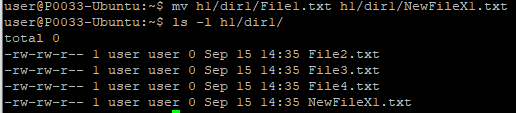 user@P0033-Ubuntu:~$ mv h1/dir1/File1.txt h1/dir1/NewFileX1.txt
user@P0033-Ubuntu:~$ ls -l h1/dir1/
total 0
-rw-rw-r-- 1 user user 0 Sep 15 14:35 File2.txt
-rw-rw-r-- 1 user user 0 Sep 15 14:35 File3.txt
-rw-rw-r-- 1 user user 0 Sep 15 14:35 File4.txt
-rw-rw-r-- 1 user user 0 Sep 15 14:35 NewFileX1.txt